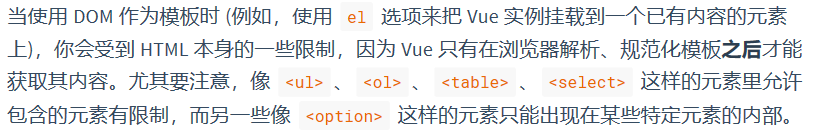 当使用 DOM 作为模板时 (例如，使用 el 选项来把 Vue 实例挂载到一个已有内容的元素
上)，你会受到 HTML 本身的一些限制，因为 Vue 只有在浏览器解析、规范化模板之后才能
获取其内容。尤其要注意，像 <ul>、<ol>、<table>、<select> 这样的元素里允许
包含的元素有限制，而另一些像 <option> 这样的元素只能出现在某些特定元素的内部。